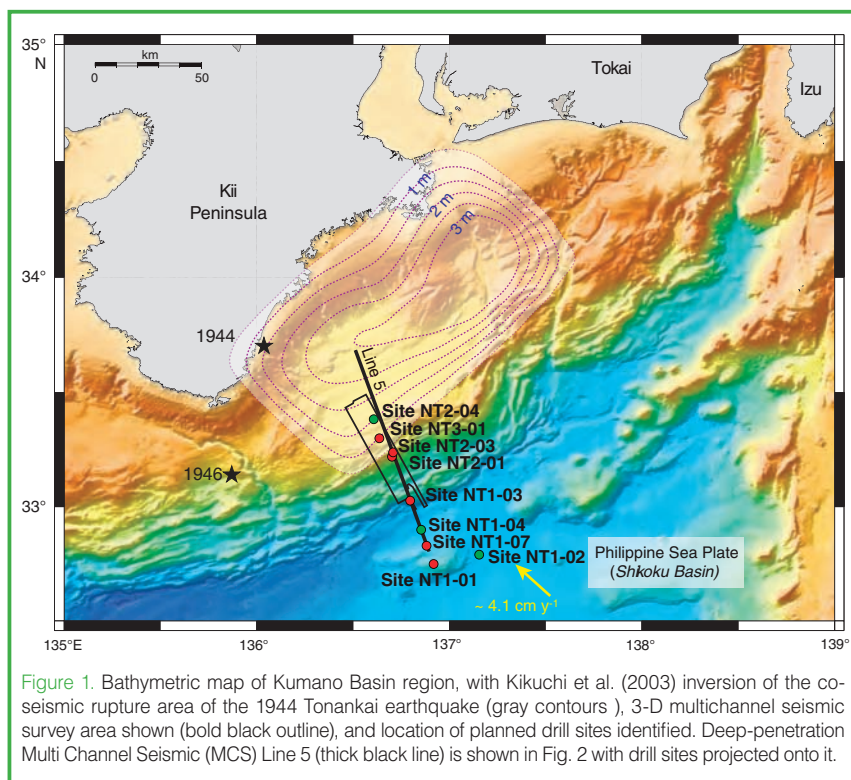 35°
N
km
0
50
Tokai
Izu
Kii
Peninsula
1 m
2 m
3 m
34°
1944
Line 5
Site NT2-04
Site NT3-01
Site NT2-03
Site NT2-01
1946
33°
Site NT1-03
Site NT1-04
Site NT1-07
Site NT1-02
Site NT1-01
Philippine Sea Plate
(Shikoku Basin)
~ 4.1 cm y-1
135°E
136°
137°
138°
139°
Figure 1. Bathymetric map of Kumano Basin region, with Kikuchi et al. (2003) inversion of the co-
seismic rupture area of the 1944 Tonankai earthquake (gray contours ), 3-D multichannel seismic
survey area shown (bold black outline), and location of planned drill sites identified. Deep-penetration
Multi Channel Seismic (MCS) Line 5 (thick black line) is shown in Fig. 2 with drill sites projected onto it.